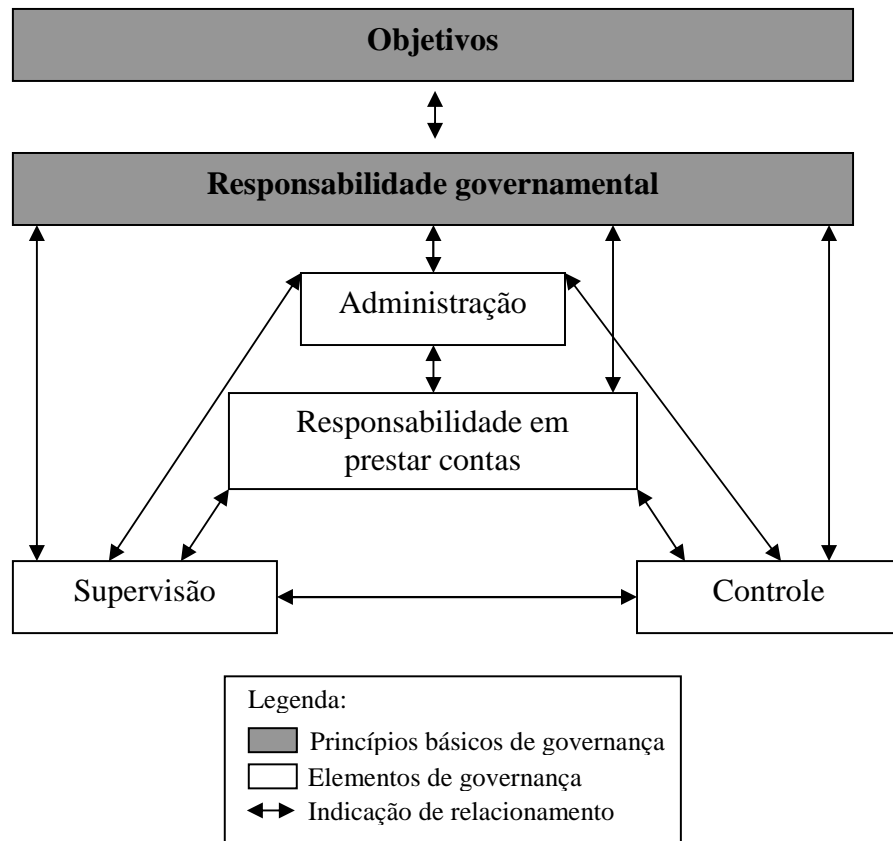 Objetivos
Responsabilidade governamental
Administração
Responsabilidade em
prestar contas
Supervisão
Controle
Legenda:
Princípios básicos de governança
Elementos de governança
Indicação de relacionamento